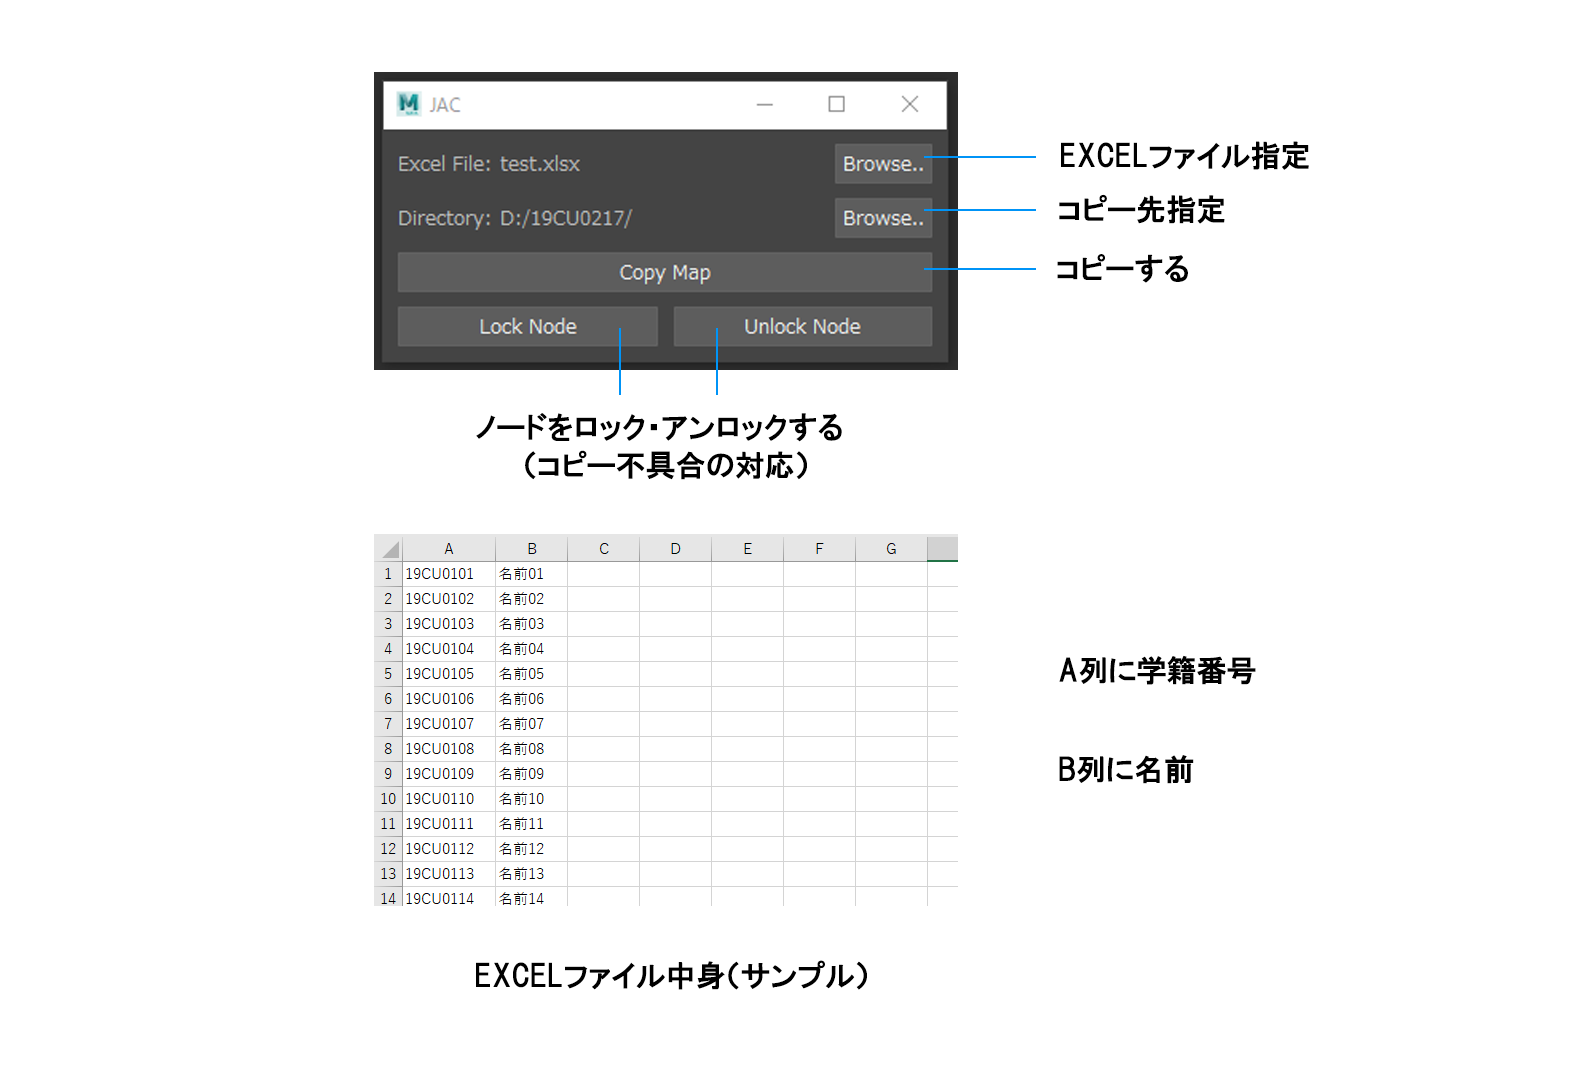 JAC
Excel File: test.xlsx Browse..
EXCELファイル指定
Directory: D:/19CU0217/ Browse..
コピー先指定
Copy Map
コピーする
Lock Node Unlock Node
ノードをロック・アンロックする
（コピー不具合の対応）
A B C D E F G
1 19CU0101 名前01
2 19CU0102 名前02
3 19CU0103 名前03
4 19CU0104 名前04
5 19CU0105 名前05
6 19CU0106 名前06
7 19CU0107 名前07
8 19CU0108 名前08
9 19CU0109 名前09
10 19CU0110 名前10
11 19CU0111 名前11
12 19CU0112 名前12
13 19CU0113 名前13
14 19CU0114 名前14
A列に学籍番号
B列に名前
EXCELファイル中身（サンプル）